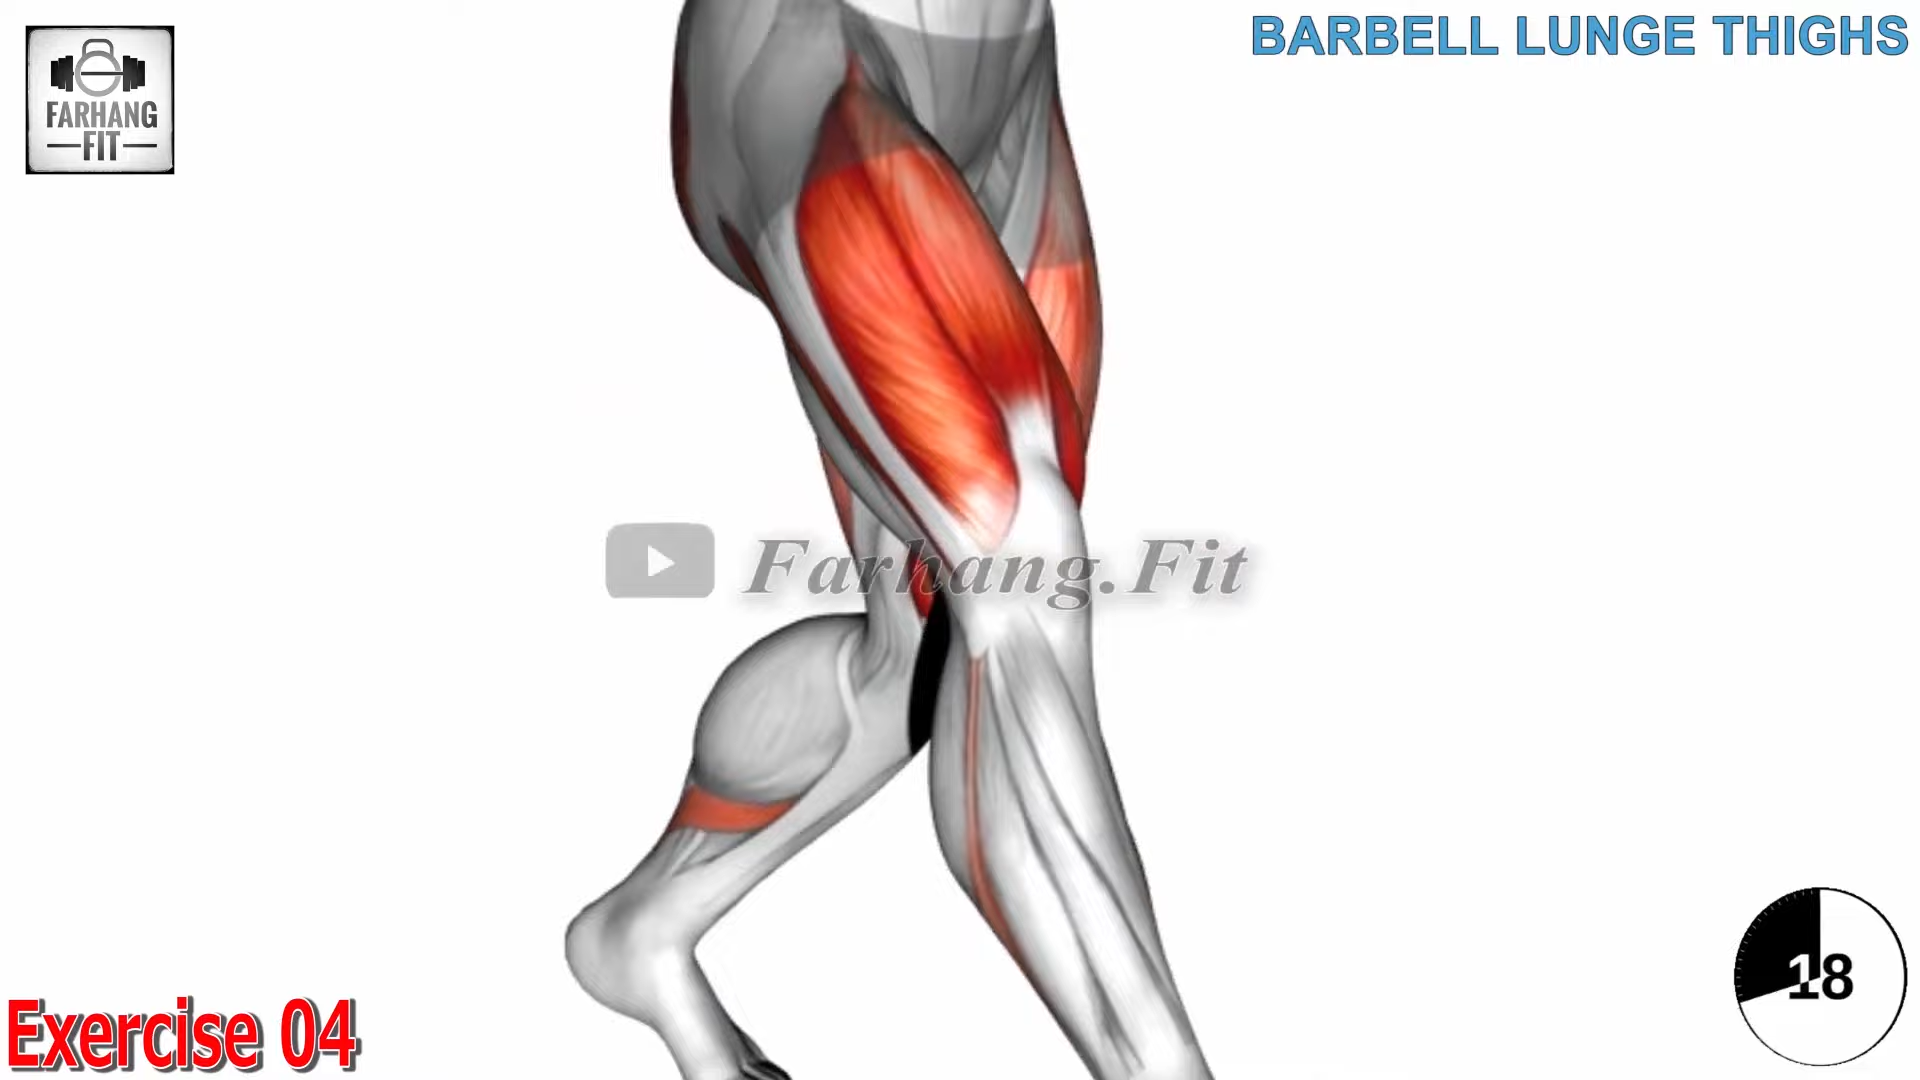 FARHANG
FIT
BARBELL LUNGE THIGHS
Farhang.Fit
Exercise 04
18